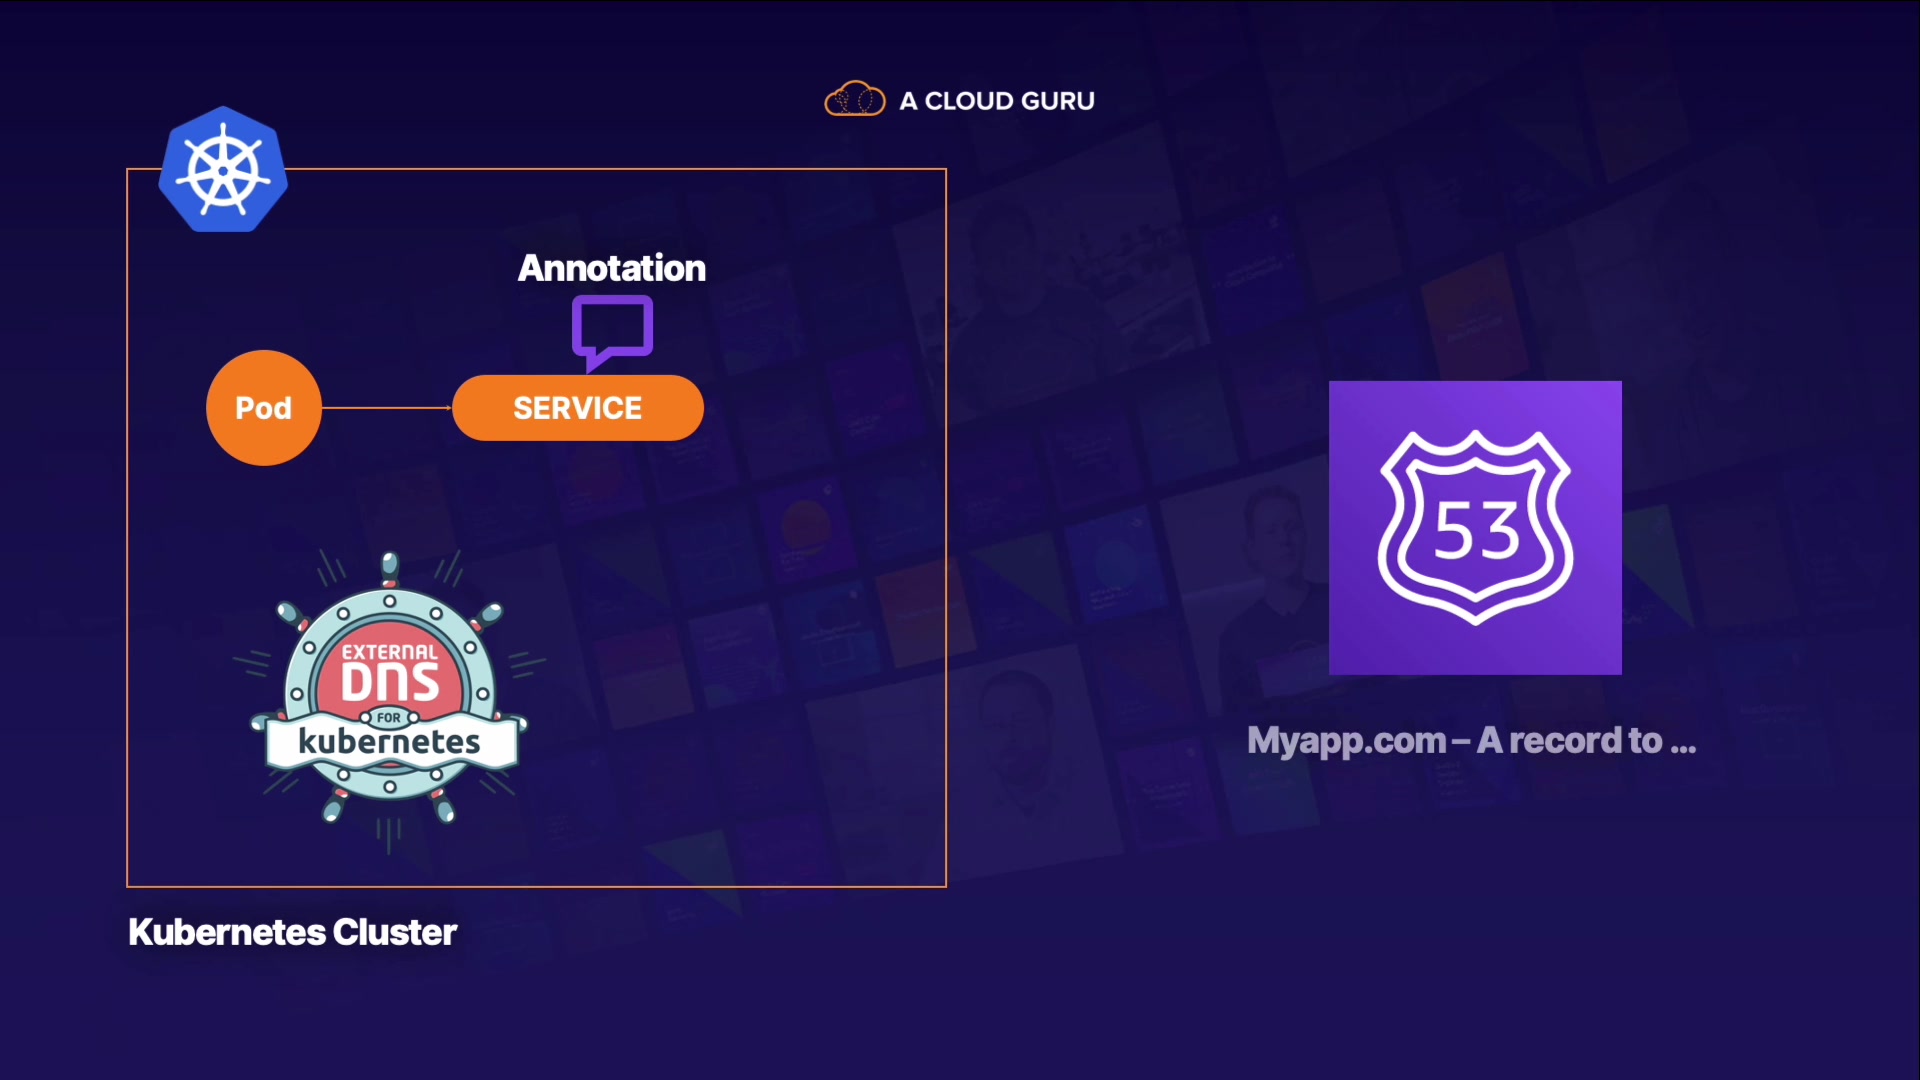 A CLOUD GURU
Annotation
Pod
SERVICE
EXTERNAL
DNS
FOR
kubernetes
53
Myapp.com – A record to ...
Kubernetes Cluster